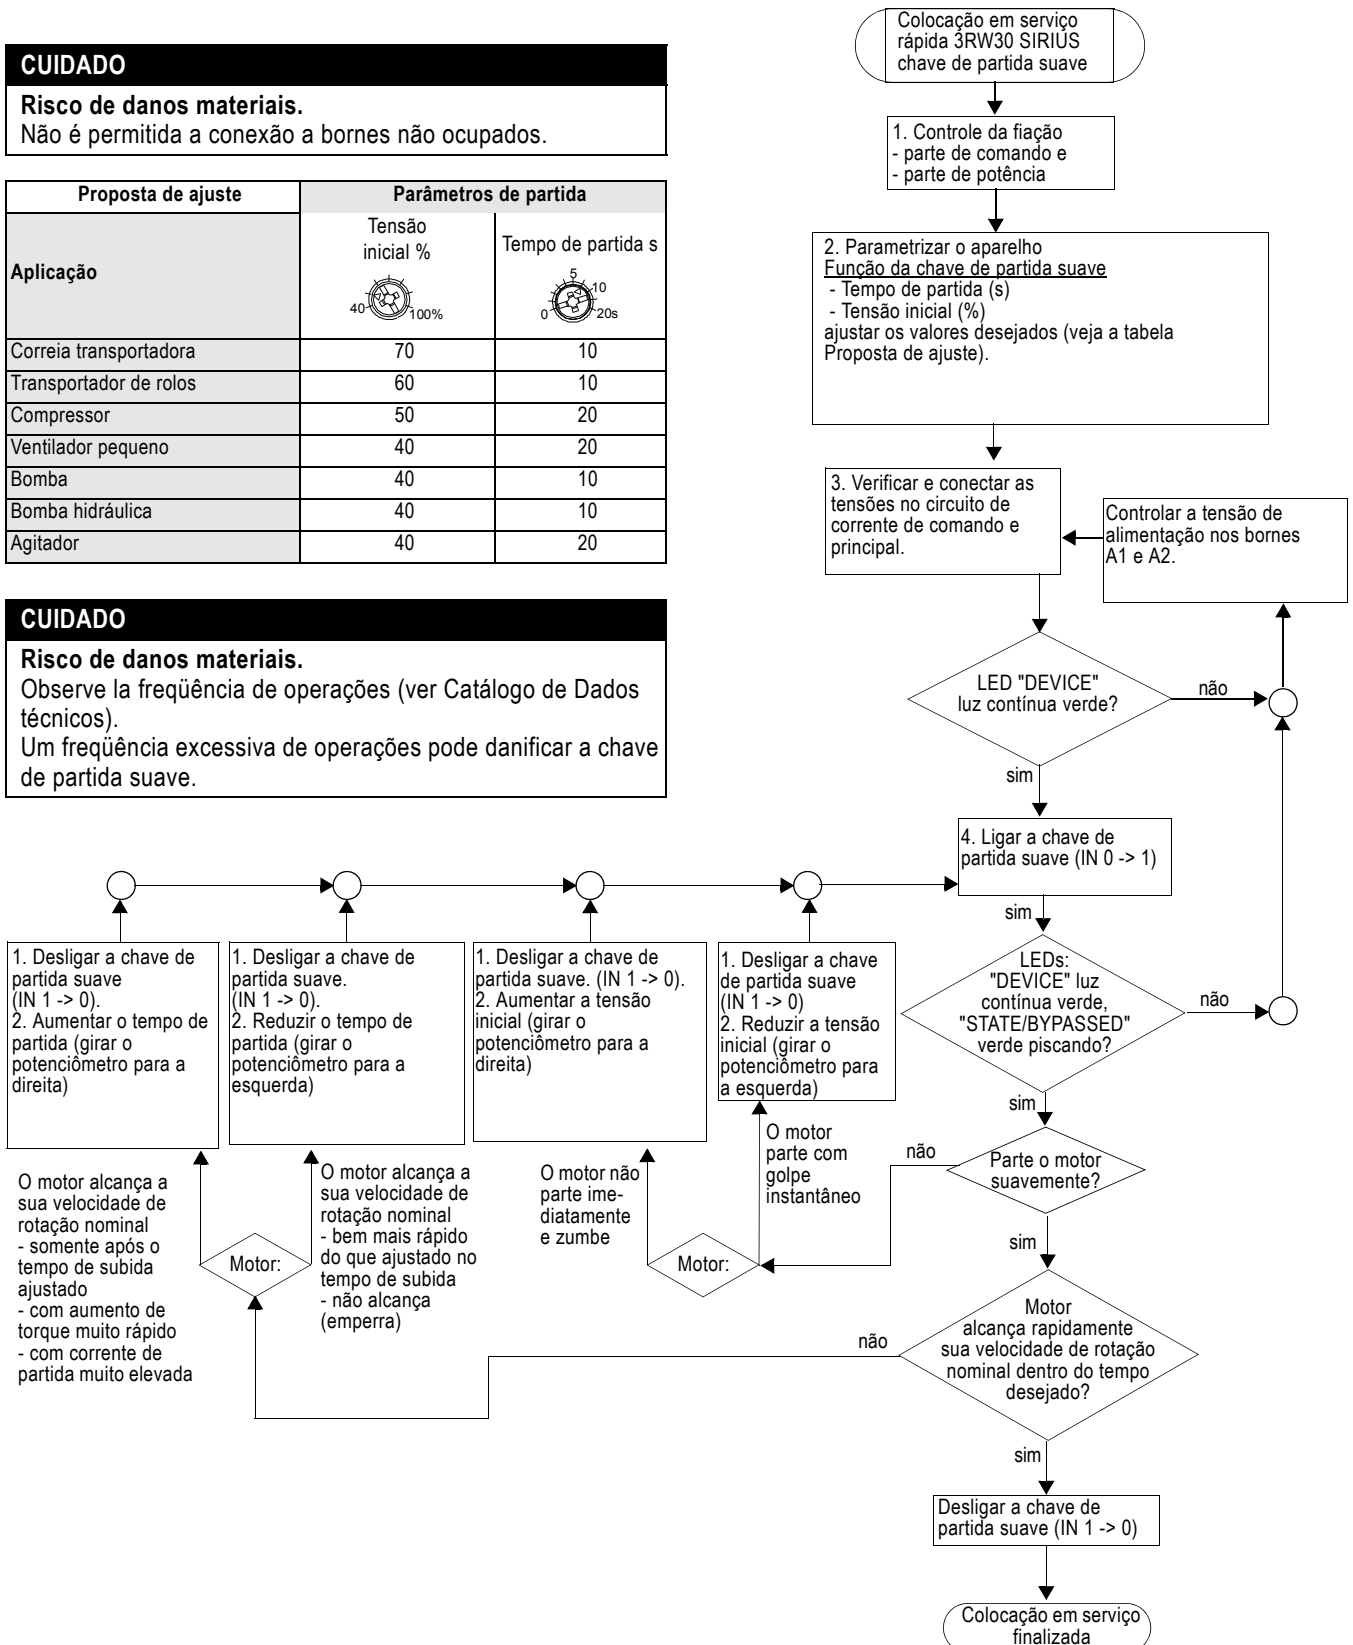 CUIDADO
Risco de danos materiais.
Não é permitida a conexão a bornes não ocupados.
Proposta de ajuste
Parâmetros de partida
Aplicação
Tensão
inicial %
40
100%
Tempo de partida s
0
5
10
20s
Correia transportadora 70 10
Transportador de rolos 60 10
Compressor 50 20
Ventilador pequeno 40 20
Bomba 40 10
Bomba hidráulica 40 10
Agitador 40 20
CUIDADO
Risco de danos materiais.
Observe la freqüência de operações (ver Catálogo de Dados
técnicos).
Um freqüência excessiva de operações pode danificar a chave
de partida suave.
Colocação em serviço
rápida 3RW30 SIRIUS
chave de partida suave
1. Controle da fiação
- parte de comando e
- parte de potência
2. Parametrizar o aparelho
Função da chave de partida suave
- Tempo de partida (s)
- Tensão inicial (%)
ajustar os valores desejados (veja a tabela
Proposta de ajuste).
3. Verificar e conectar as
tensões no circuito de
corrente de comando e
principal.
Controlar a tensão de
alimentação nos bornes
A1 e A2.
LED "DEVICE"
luz contínua verde?
não
sim
4. Ligar a chave de
partida suave (IN 0 -> 1)
sim
LEDs:
"DEVICE" luz
contínua verde,
"STATE/BYPASSED"
verde piscando?
não
sim
Parte o motor
suavemente?
não
sim
Motor
alcança rapidamente
sua velocidade de rotação
nominal dentro do tempo
desejado?
não
sim
Desligar a chave de
partida suave (IN 1 -> 0)
Colocação em serviço
finalizada
1. Desligar a chave de
partida suave
(IN 1 -> 0).
2. Aumentar o tempo de
partida (girar o
potenciômetro para a
direita)
1. Desligar a chave de
partida suave.
(IN 1 -> 0).
2. Reduzir o tempo de
partida (girar o
potenciômetro para a
esquerda)
1. Desligar a chave de
partida suave. (IN 1 -> 0).
2. Aumentar a tensão
inicial (girar o
potenciômetro para a
direita)
1. Desligar a chave
de partida suave
(IN 1 -> 0)
2. Reduzir a tensão
inicial (girar o
potenciômetro para
a esquerda)
O motor alcança a
sua velocidade de
rotação nominal
- somente após o
tempo de subida
ajustado
- com aumento de
torque muito rápido
- com corrente de
partida muito elevada
Motor:
O motor alcança a
sua velocidade de
rotação nominal
- bem mais rápido
do que ajustado no
tempo de subida
- não alcança
(emperra)
O motor não
parte ime-
diatamente
e zumbe
Motor:
O motor
parte com
golpe
instantâneo